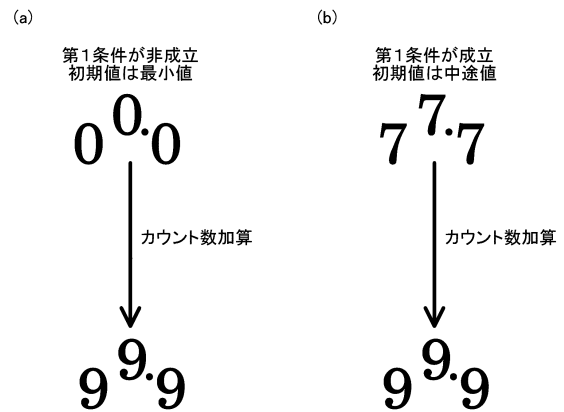 (a)
第１条件が非成立
初期値は最小値
0 0.0
カウント数加算
9 9.9
(b)
第１条件が成立
初期値は中途値
7 7.7
カウント数加算
9 9.9